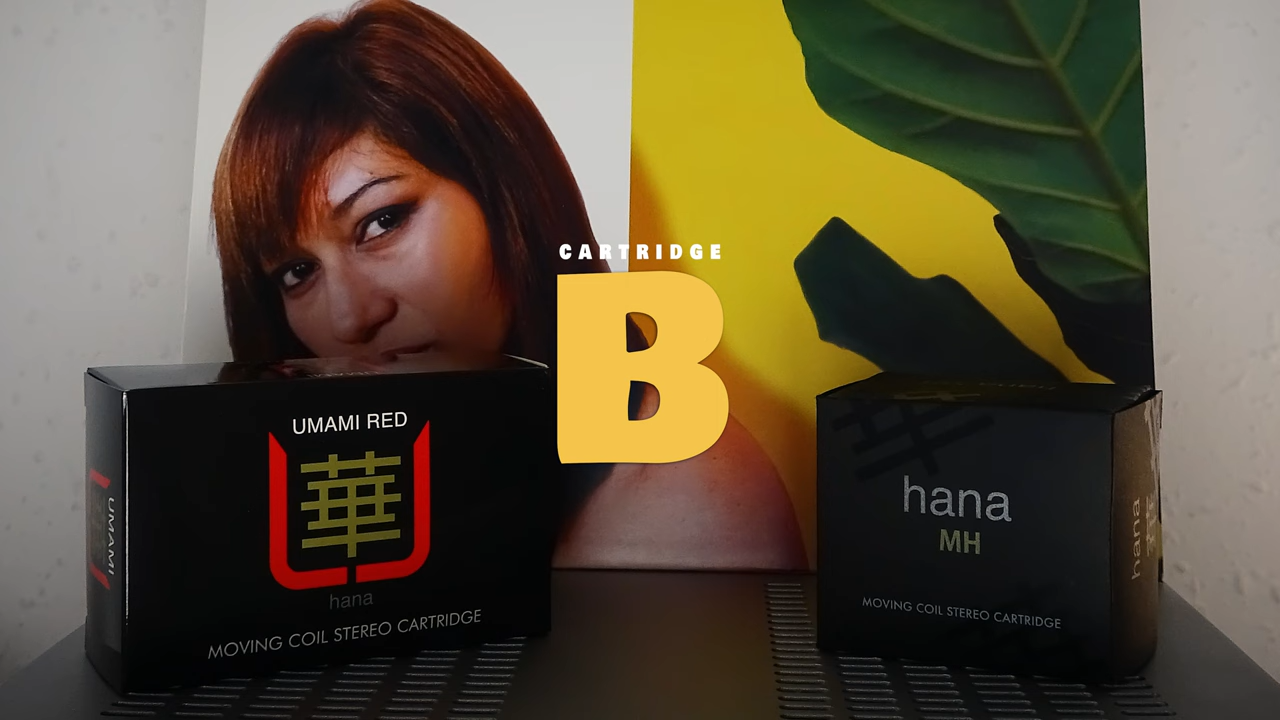 CARTRIDGE
B
UMAMI RED
華
hana
MOVING COIL STEREO CARTRIDGE
UMAMI
hana
MH
MOVING COIL STEREO CARTRIDGE
hana